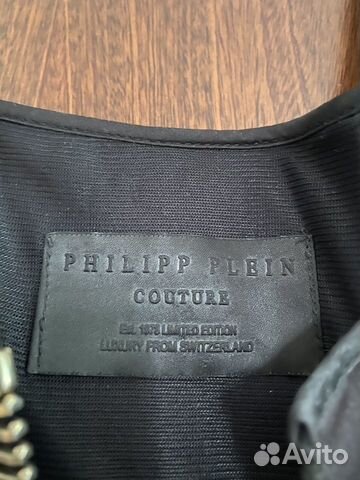 PHILIPP PLEIN
COUTURE
Est. 1978 LIMITED EDITION
LUXURY FROM SWITZERLAND
Avito